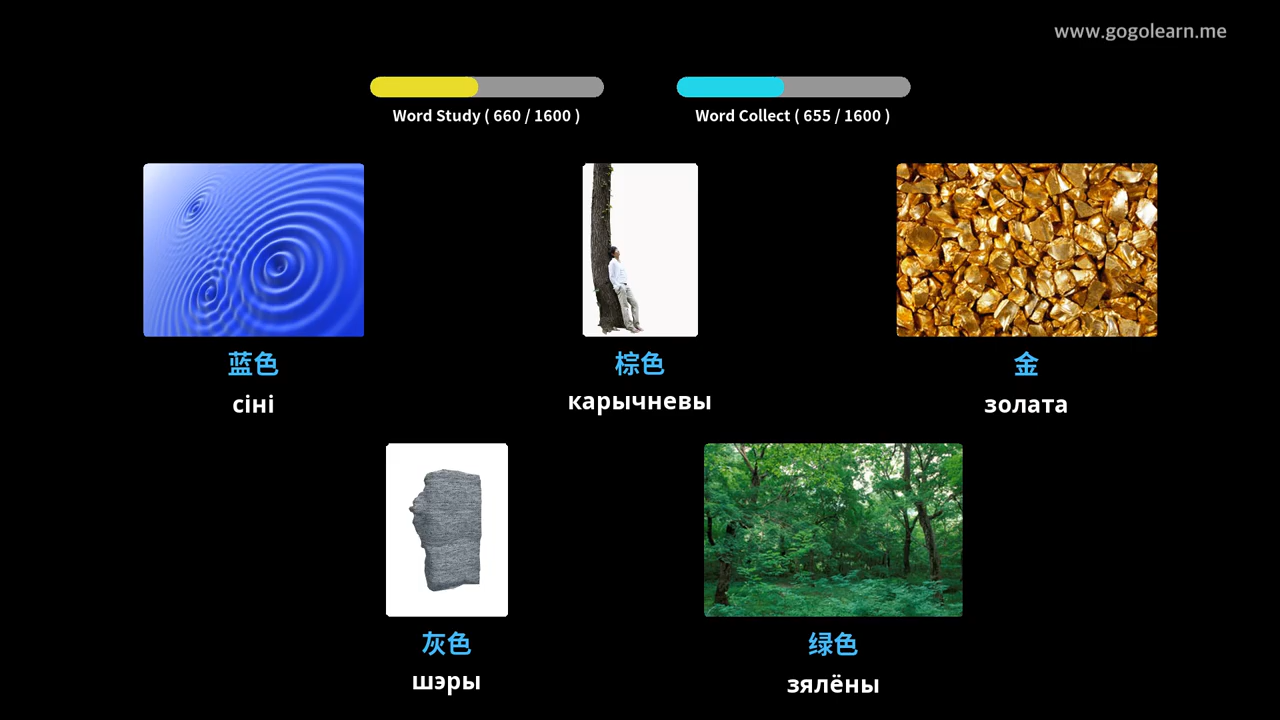 www.gogolearn.me
Word Study ( 660 / 1600 )
Word Collect ( 655 / 1600 )
蓝色
棕色
金
сіні
карычневы
золата
灰色
绿色
шэры
зялёны